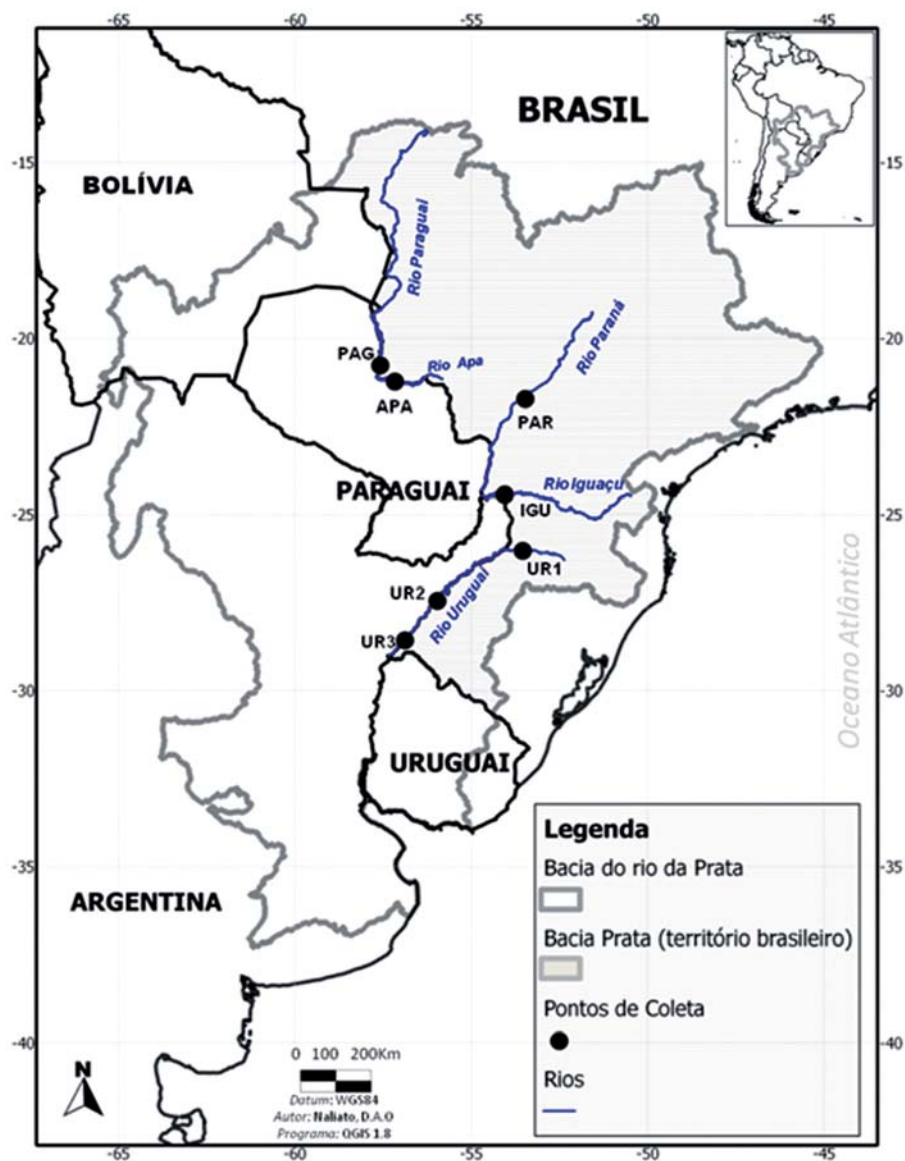 -65
-60
-55
-50
-45
BRASIL
-15
-15
BOLÍVIA
Rio Paraguai
-20
-20
PAG
Rio Apa
APA
Rio Paraná
PAR
PARAGUAI
Rio Iguaçu
-25
-25
IGU
UR1
UR2
Rio Uruguai
UR3
Oceano Atlântico
-30
-30
URUGUAI
Legenda
Bacia do rio da Prata
-35
-35
ARGENTINA
Bacia Prata (território brasileiro)
Pontos de Coleta
-40
-40
N
0 100 200Km
Datum: WGS84
Autor: Naliato, D.A.O
Programa: QGIS 1.8
Rios
-65
-60
-55
-50
-45